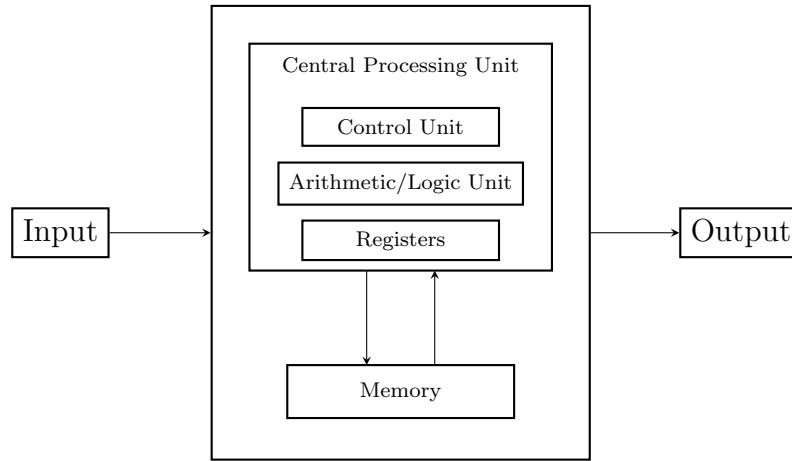 Central Processing Unit
Control Unit
Arithmetic/Logic Unit
Input
Registers
Output
Memory